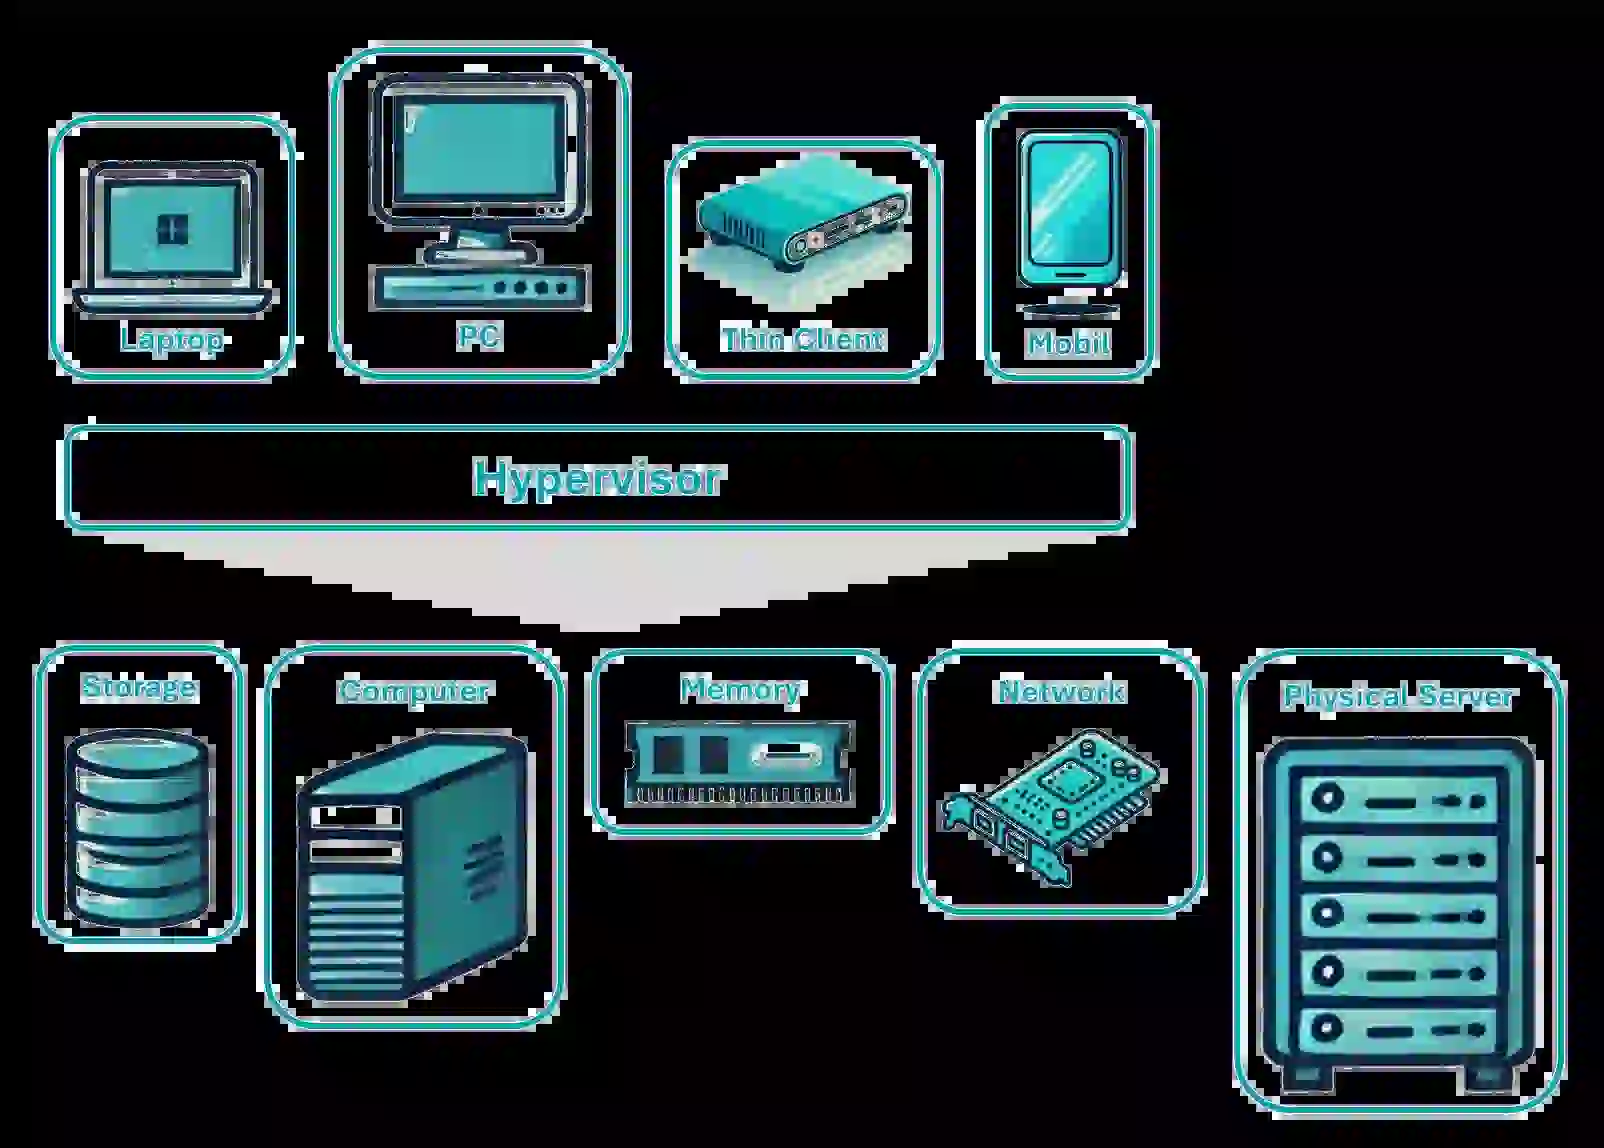 Laptop
PC
Thin Client
Mobil
Hypervisor
Storage
Computer
Memory
Network
Physical Server